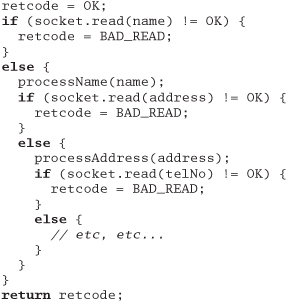 retcode = OK;
if (socket.read(name) != OK) {
  retcode = BAD_READ;
}
else {
  processName(name);
  if (socket.read(address) != OK) {
    retcode = BAD_READ;
  }
  else {
    processAddress(address);
    if (socket.read(telNo) != OK) {
      retcode = BAD_READ;
    }
    else {
      // etc, etc...
    }
  }
}
return retcode;